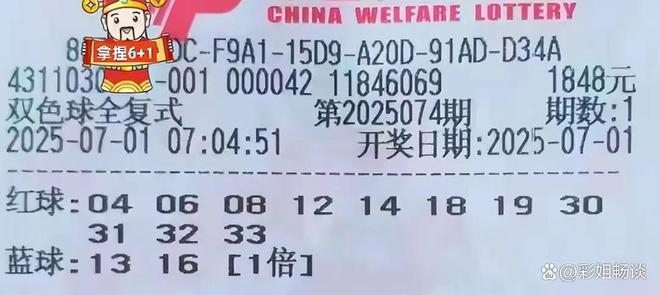 CHINA WELFARE LOTTERY
拿捏6+1
C-F9A1-15D9-A20D-91AD-D34A
4311030 -001 000042 11846069 1848元
双色球全复式 第2025074期 期数:1
2025-07-01 07:04:51 开奖日期:2025-07-01
红球:04 06 08 12 14 18 19 30
31 32 33
蓝球:13 16 [1倍]
@彩姐畅谈